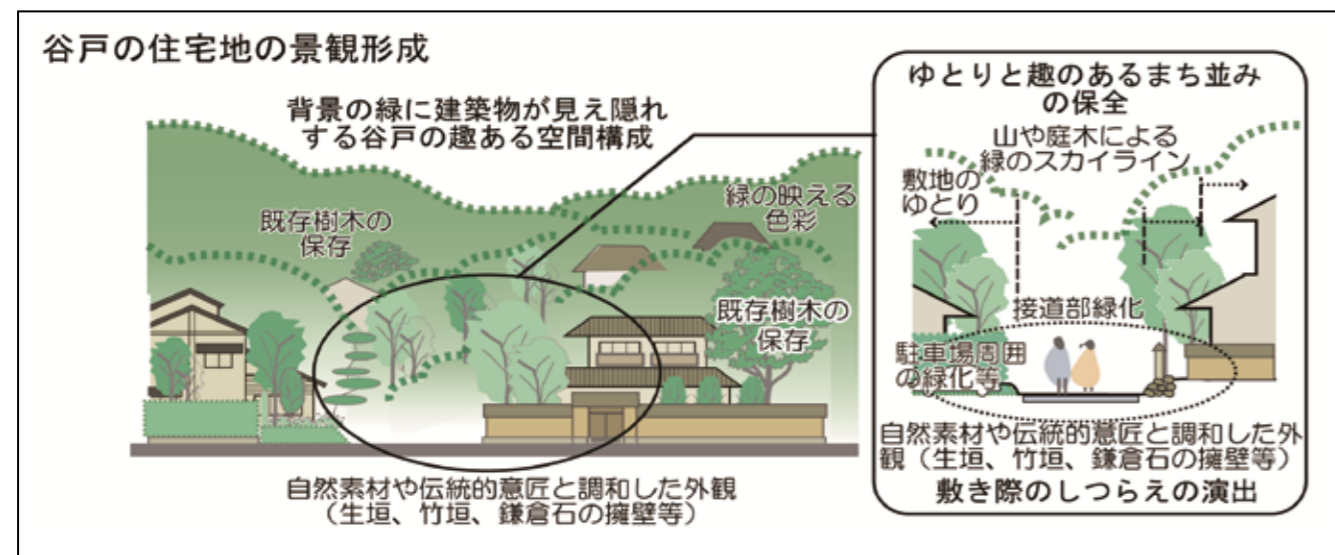 谷戸の住宅地の景観形成
背景の緑に建築物が見え隠れ
する谷戸の趣ある空間構成
既存樹木の
保存
緑の映える
色彩
既存樹木の
保存
自然素材や伝統的意匠と調和した外観
（生垣、竹垣、鎌倉石の擁壁等）
ゆとりと趣のあるまち並み
の保全
山や庭木による
緑のスカイライン
敷地の
ゆとり
接道部緑化
駐車場周囲
の緑化等
自然素材や伝統的意匠と調和した外
観（生垣、竹垣、鎌倉石の擁壁等）
敷き際のしつらえの演出